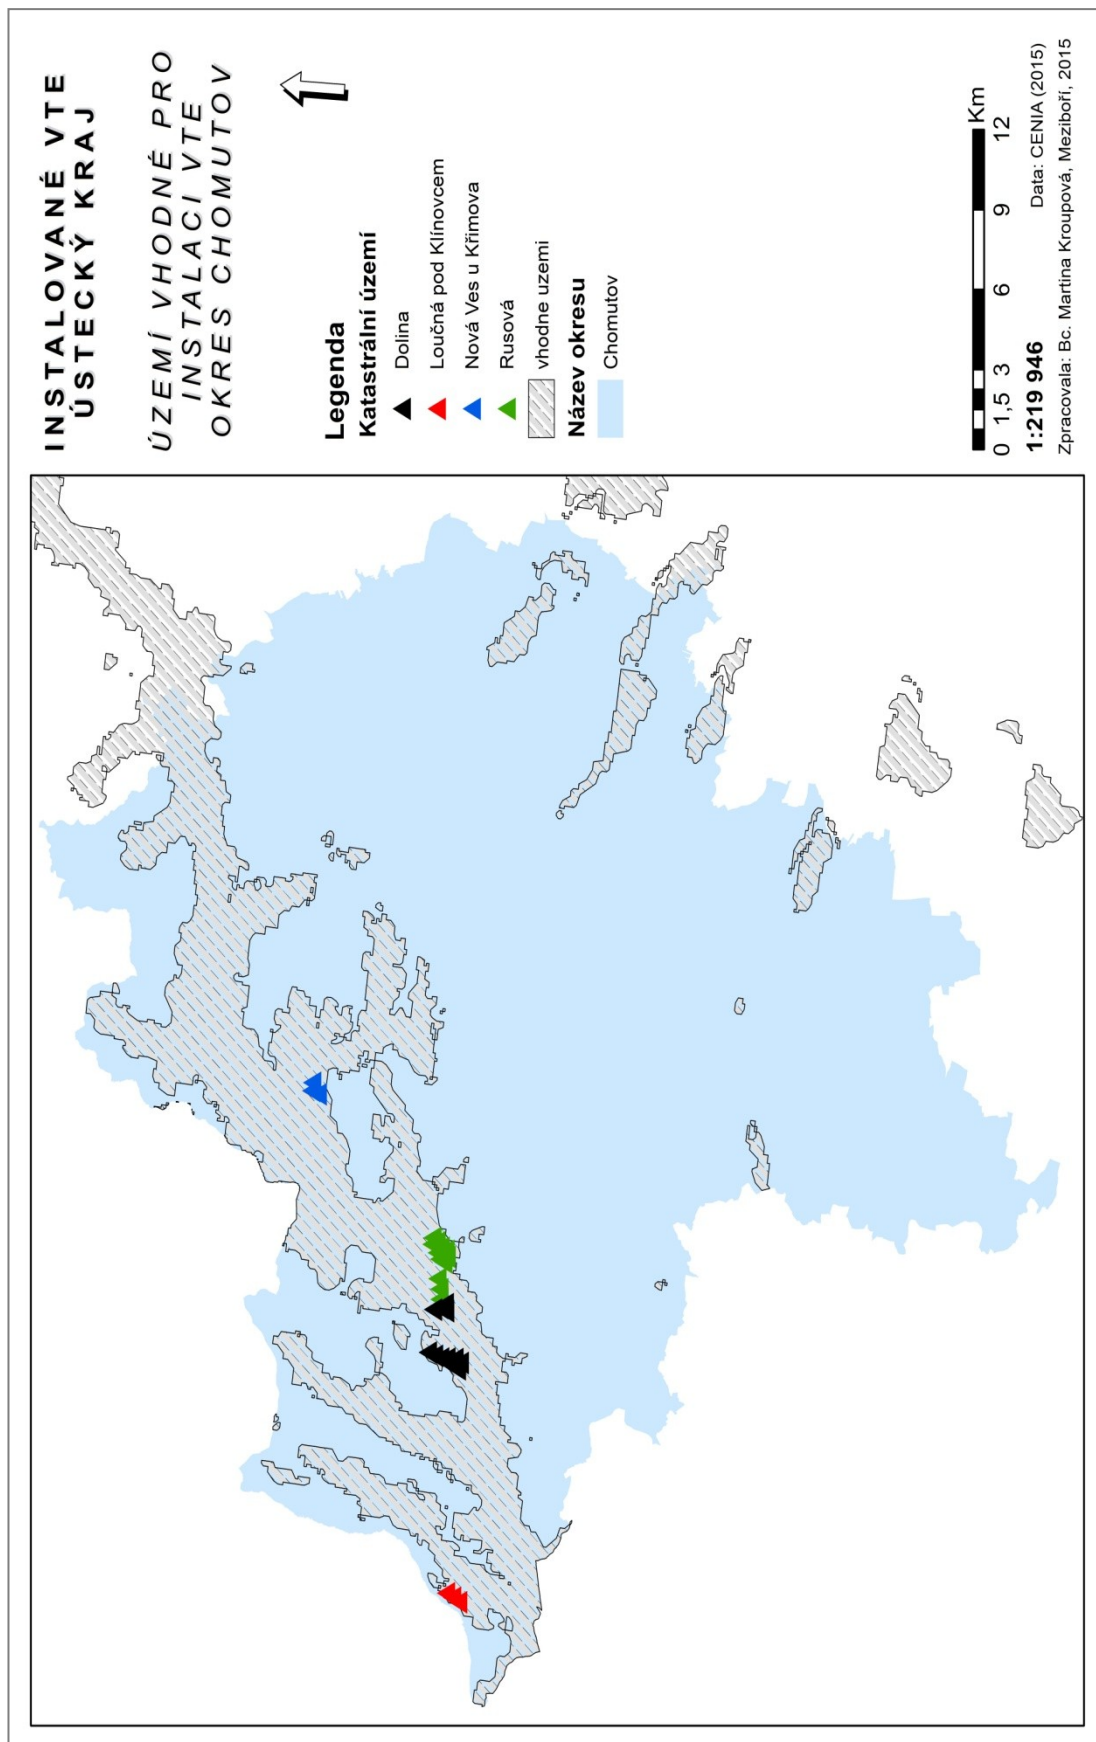 INSTALOVANÉ VTE
ÚSTECKÝ KRAJ
ÚZEMÍ VHODNÉ PRO
INSTALACI VTE
OKRES CHOMUTOV
Legenda
Katastrální území
Dolina
Loučná pod Klínovcem
Nová Ves u Křimova
Rusová
vhodne uzemi
Název okresu
Chomutov
0 1,5 3 6 9 12
Km
1:219 946
Data: CENIA (2015)
Zpracovala: Bc. Martina Kroupová, Meziboří, 2015